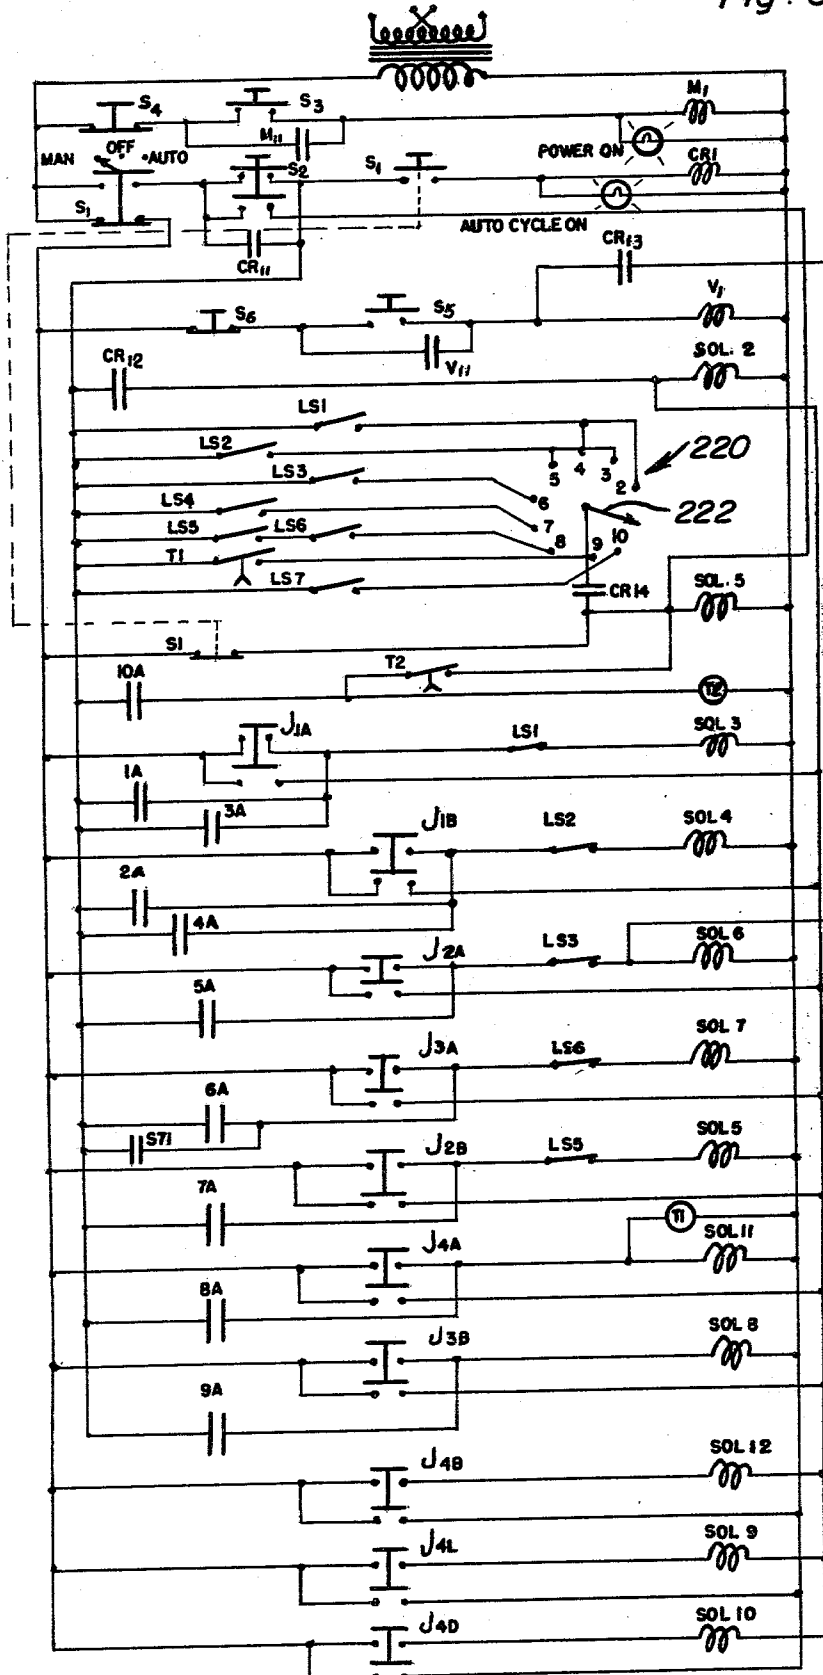 Fig.
S4 S3 M1
M11
MAN OFF AUTO S2 S1 POWER ON CR1
S1
AUTO CYCLE ON
CR11 CR13
S6 S5 V1
V11
CR12 SOL. 2
LS1
LS2 220
LS3 5 4 3 2
LS4 6 222
LS5 LS6 7
T1 8 9 10
LS7 CR14 SOL. 5
S1
10A T2 T2
J1A LS1 SOL 3
1A
3A
J1B LS2 SOL 4
2A
4A
J2A LS3 SOL 6
5A
J3A LS6 SOL 7
6A
S71
J2B LS5 SOL 5
7A
T1
J4A SOL 11
8A
J3B SOL 8
9A
J4B SOL 12
J4L SOL 9
J4D SOL 10